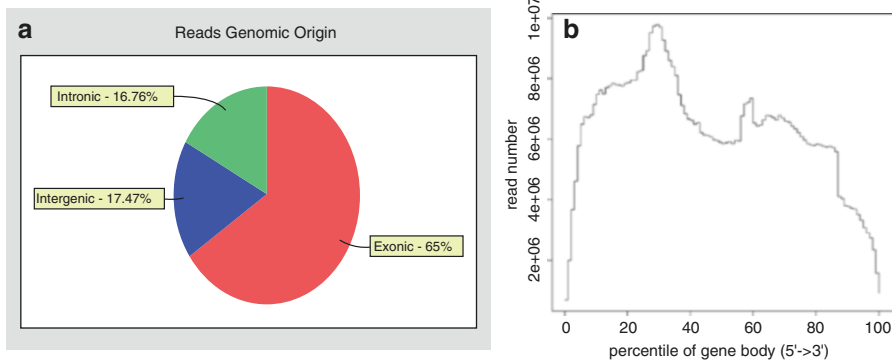 a
Reads Genomic Origin
Intronic - 16.76%
Intergenic - 17.47%
Exonic - 65%
b
read number
1e+07
8e+06
6e+06
4e+06
2e+06
0 20 40 60 80 100
percentile of gene body (5'->3')